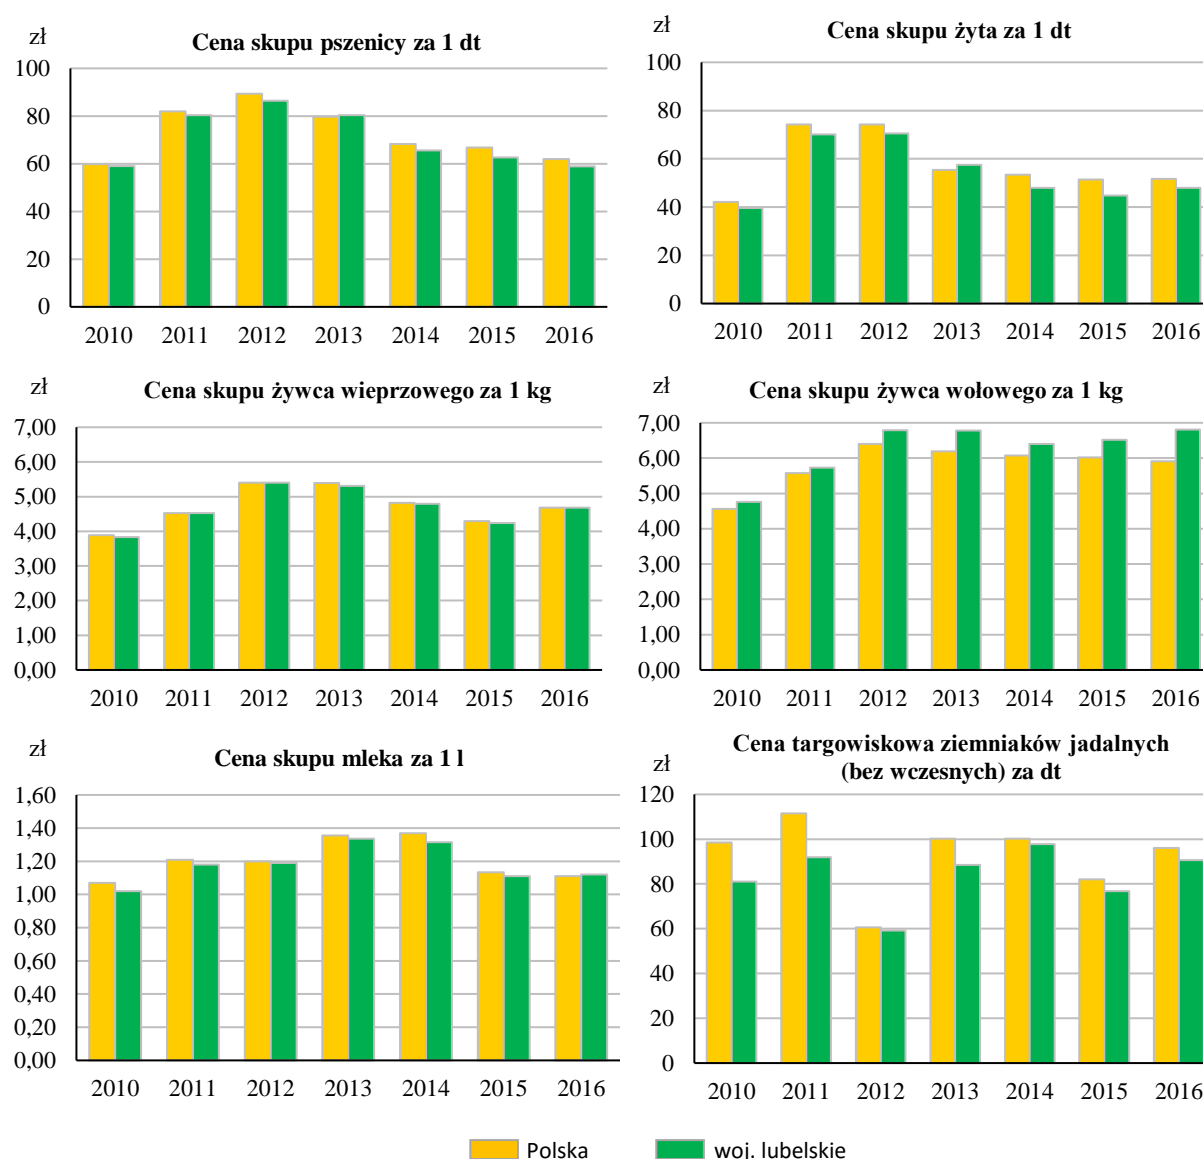 zł
Cena skupu pszenicy za 1 dt
100
80
60
40
20
0
2010 2011 2012 2013 2014 2015 2016
zł
Cena skupu żyta za 1 dt
100
80
60
40
20
0
2010 2011 2012 2013 2014 2015 2016
zł
Cena skupu żywca wieprzowego za 1 kg
7,00
6,00
5,00
4,00
3,00
2,00
1,00
0,00
2010 2011 2012 2013 2014 2015 2016
zł
Cena skupu żywca wołowego za 1 kg
7,00
6,00
5,00
4,00
3,00
2,00
1,00
0,00
2010 2011 2012 2013 2014 2015 2016
zł
Cena skupu mleka za 1 l
1,60
1,40
1,20
1,00
0,80
0,60
0,40
0,20
0,00
2010 2011 2012 2013 2014 2015 2016
Cena targowiskowa ziemniaków jadalnych
(bez wczesnych) za dt
zł
120
100
80
60
40
20
0
2010 2011 2012 2013 2014 2015 2016
Polska woj. lubelskie